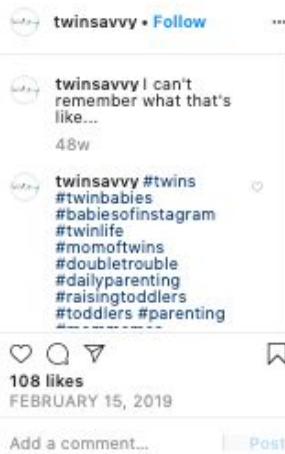 twinsavvy • Follow
twinsavvy I can't
remember what that's
like...
48w
twinsavvy #twins
#twinbabies
#babiesofinstagram
#twinlife
#momoftwins
#doubletrouble
#dailyparenting
#raisingtoddlers
#toddlers #parenting
108 likes
FEBRUARY 15, 2019
Add a comment... Post